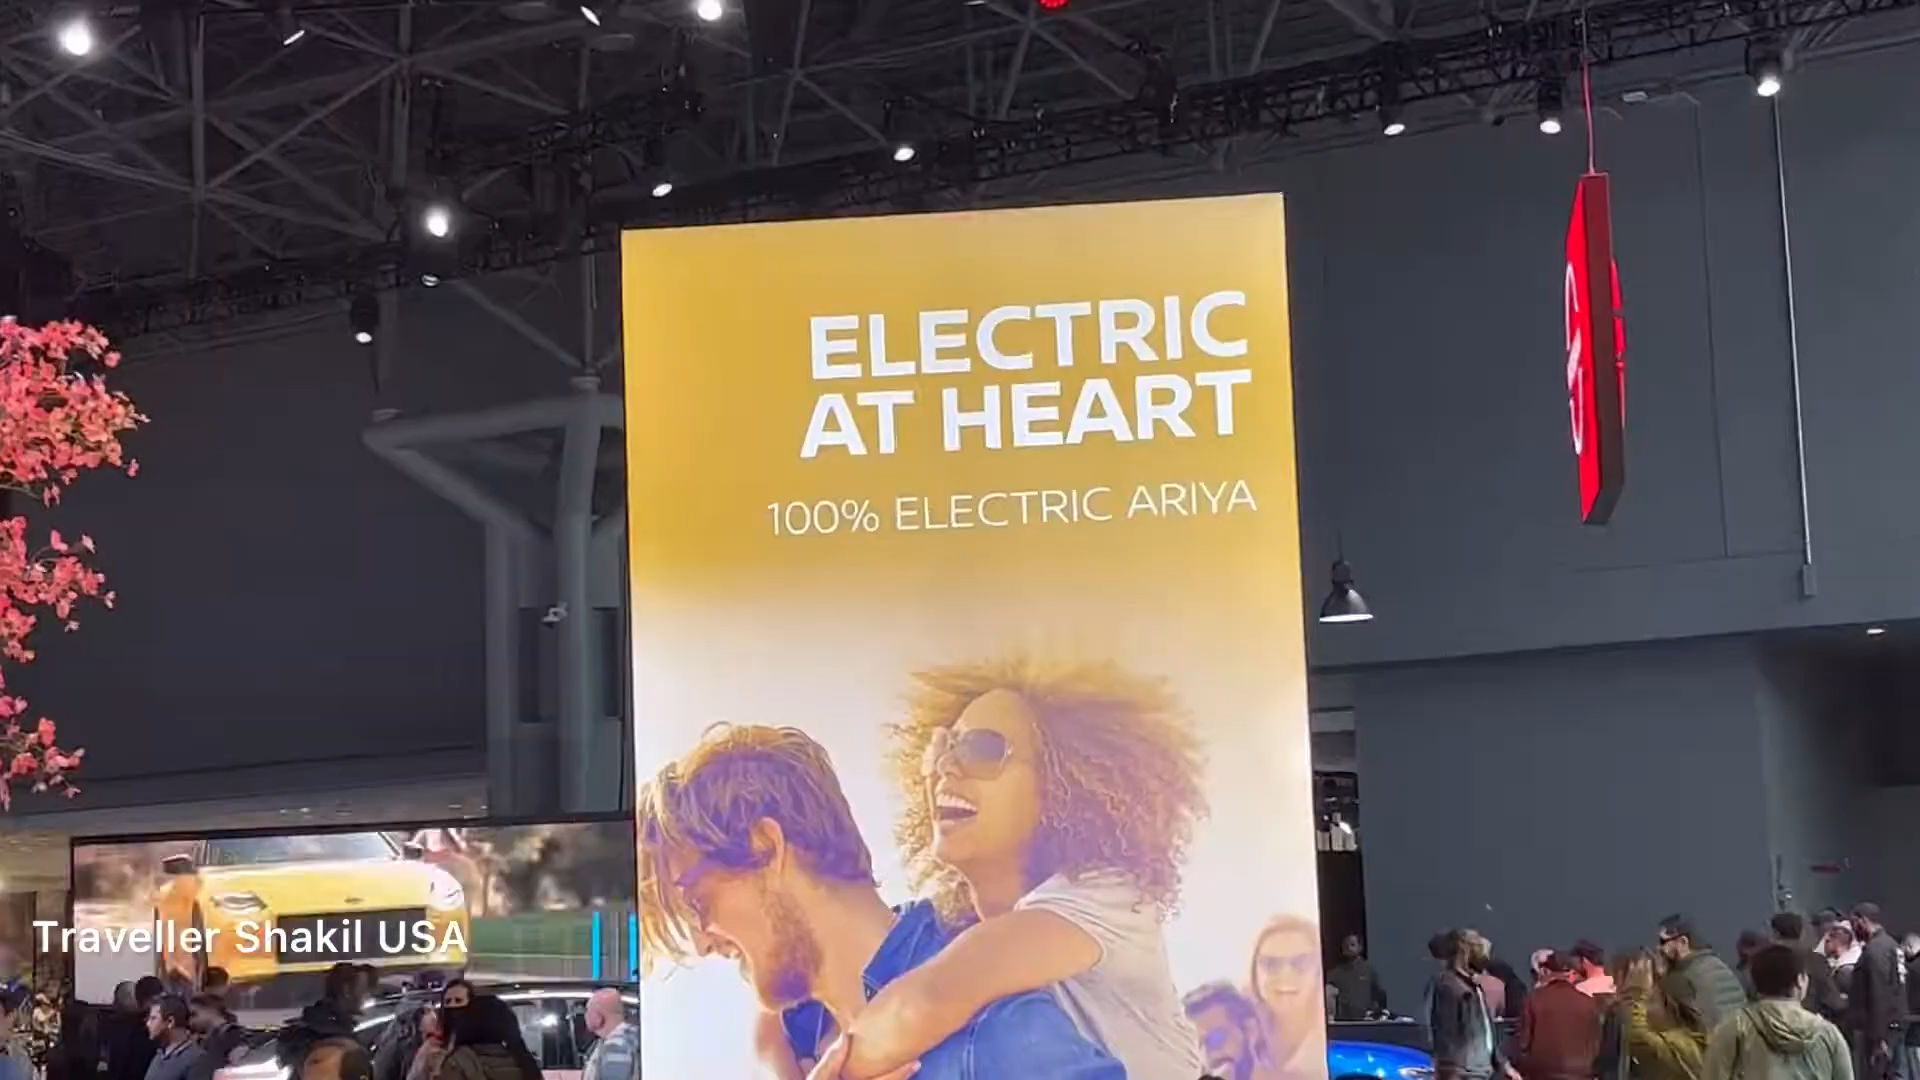 ELECTRIC
AT HEART
100% ELECTRIC ARIYA
Traveller Shakil USA